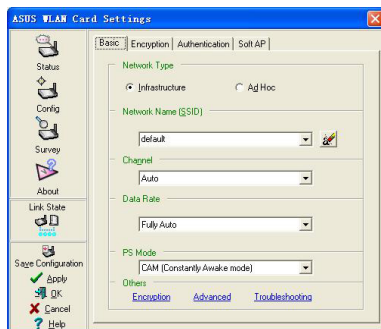 ASUS WLAN Card Settings
Status
Config
Survey
About
Link State
Save Configuration
Apply
OK
Cancel
Help
Basic
Encryption
Authentication
Soft AP
Network Type
Infrastructure
Ad Hoc
Network Name (SSID)
default
Channel
Auto
Data Rate
Fully Auto
PS Mode
CAM (Constantly Awake mode)
Others
Encryption
Advanced
Troubleshooting